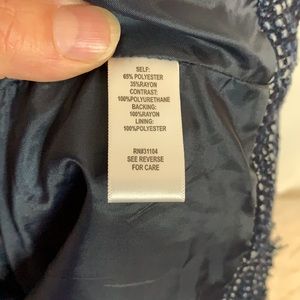 SELF:
65% POLYESTER
35%RAYON
CONTRAST:
100%POLYURETHANE
BACKING:
100%RAYON
LINING:
100%POLYESTER
RN#31104
SEE REVERSE
FOR CARE